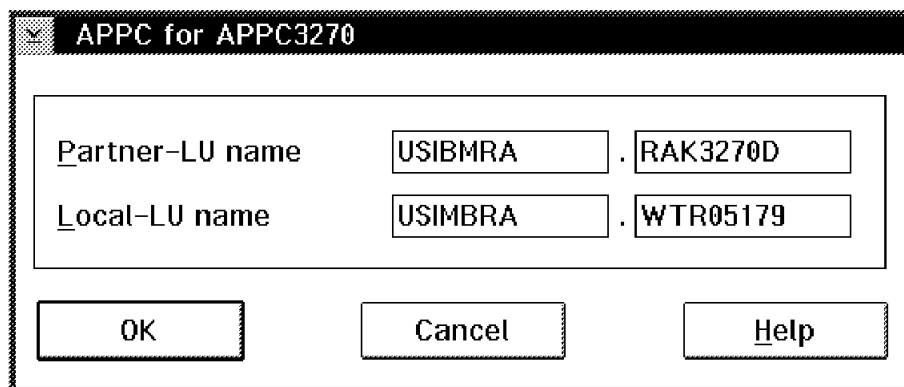 APPC for APPC3270
Partner-LU name USIBMRA . RAK3270D
Local-LU name USIMBRA . WTR05179
OK Cancel Help